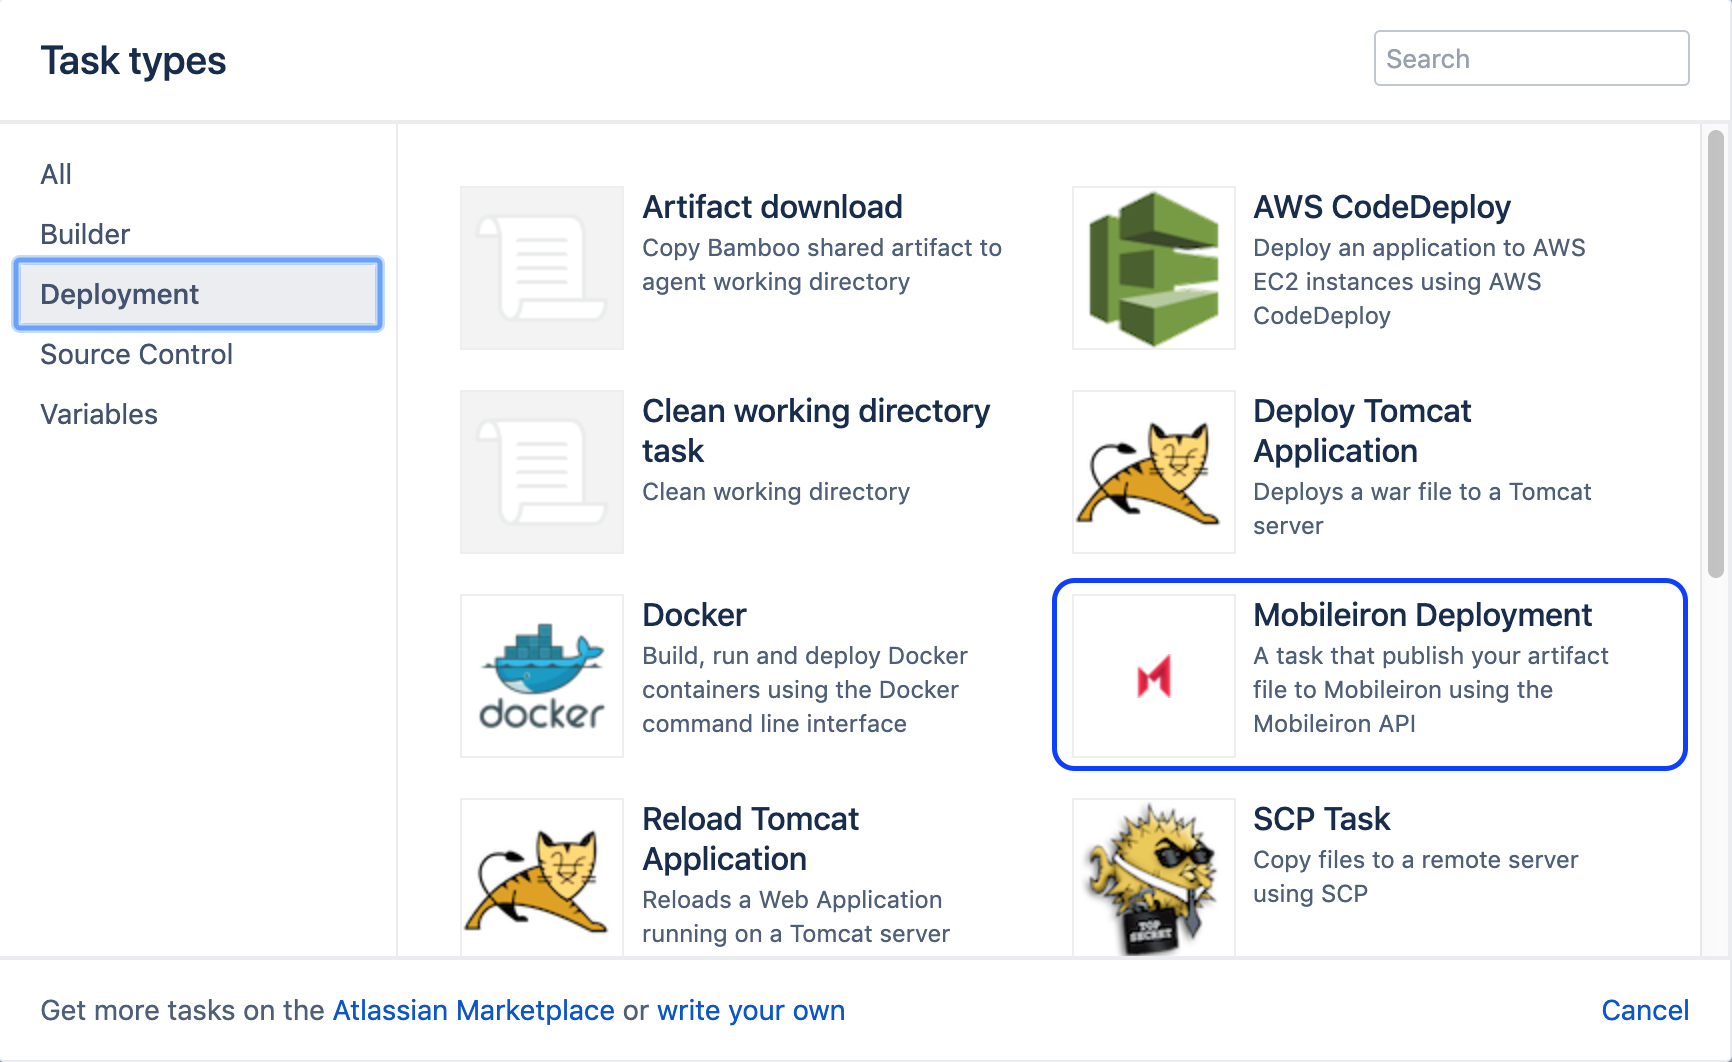 Task types
Search
All
Builder
Deployment
Source Control
Variables
Artifact download
Copy Bamboo shared artifact to
agent working directory
AWS CodeDeploy
Deploy an application to AWS
EC2 instances using AWS
CodeDeploy
Clean working directory
task
Clean working directory
Deploy Tomcat
Application
Deploys a war file to a Tomcat
server
docker
Docker
Build, run and deploy Docker
containers using the Docker
command line interface
Mobileiron Deployment
A task that publish your artifact
file to Mobileiron using the
Mobileiron API
Reload Tomcat
Application
Reloads a Web Application
running on a Tomcat server
TOP
SECRET
SCP Task
Copy files to a remote server
using SCP
Get more tasks on the Atlassian Marketplace or write your own
Cancel